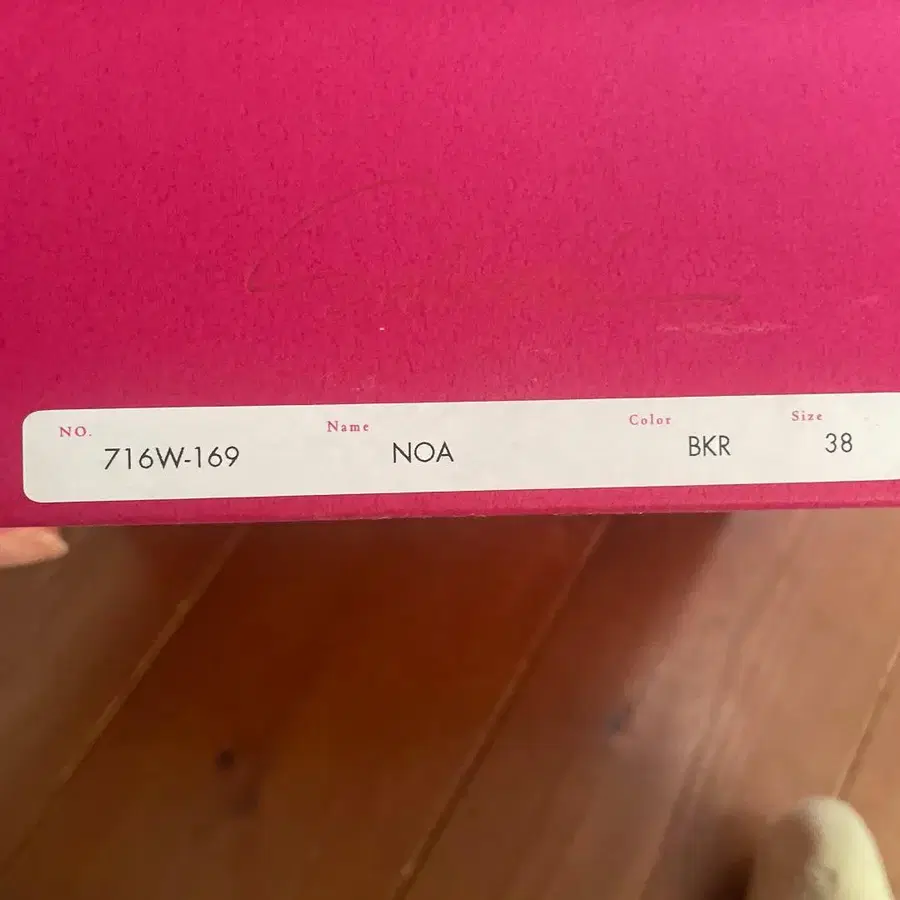 NO. Name Color Size
716W-169 NOA BKR 38